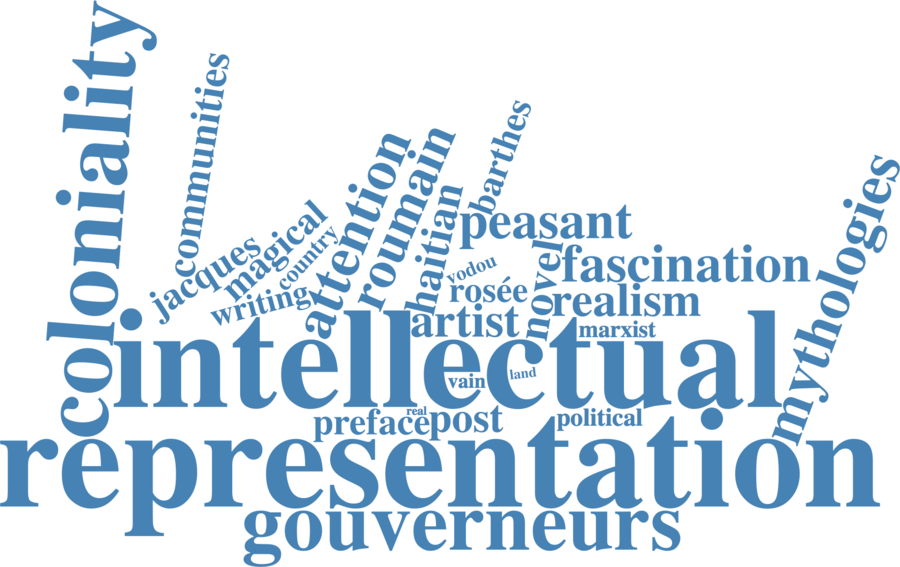 coloniality
communities
barthes
attention
roumain
mythologies
haitian
peasant
jacques
magical
country
vodou
novel
fascination
writing
rosée
realism
artist
marxist
intellectual
vain
land
real
preface
post
political
representation
gouverneurs